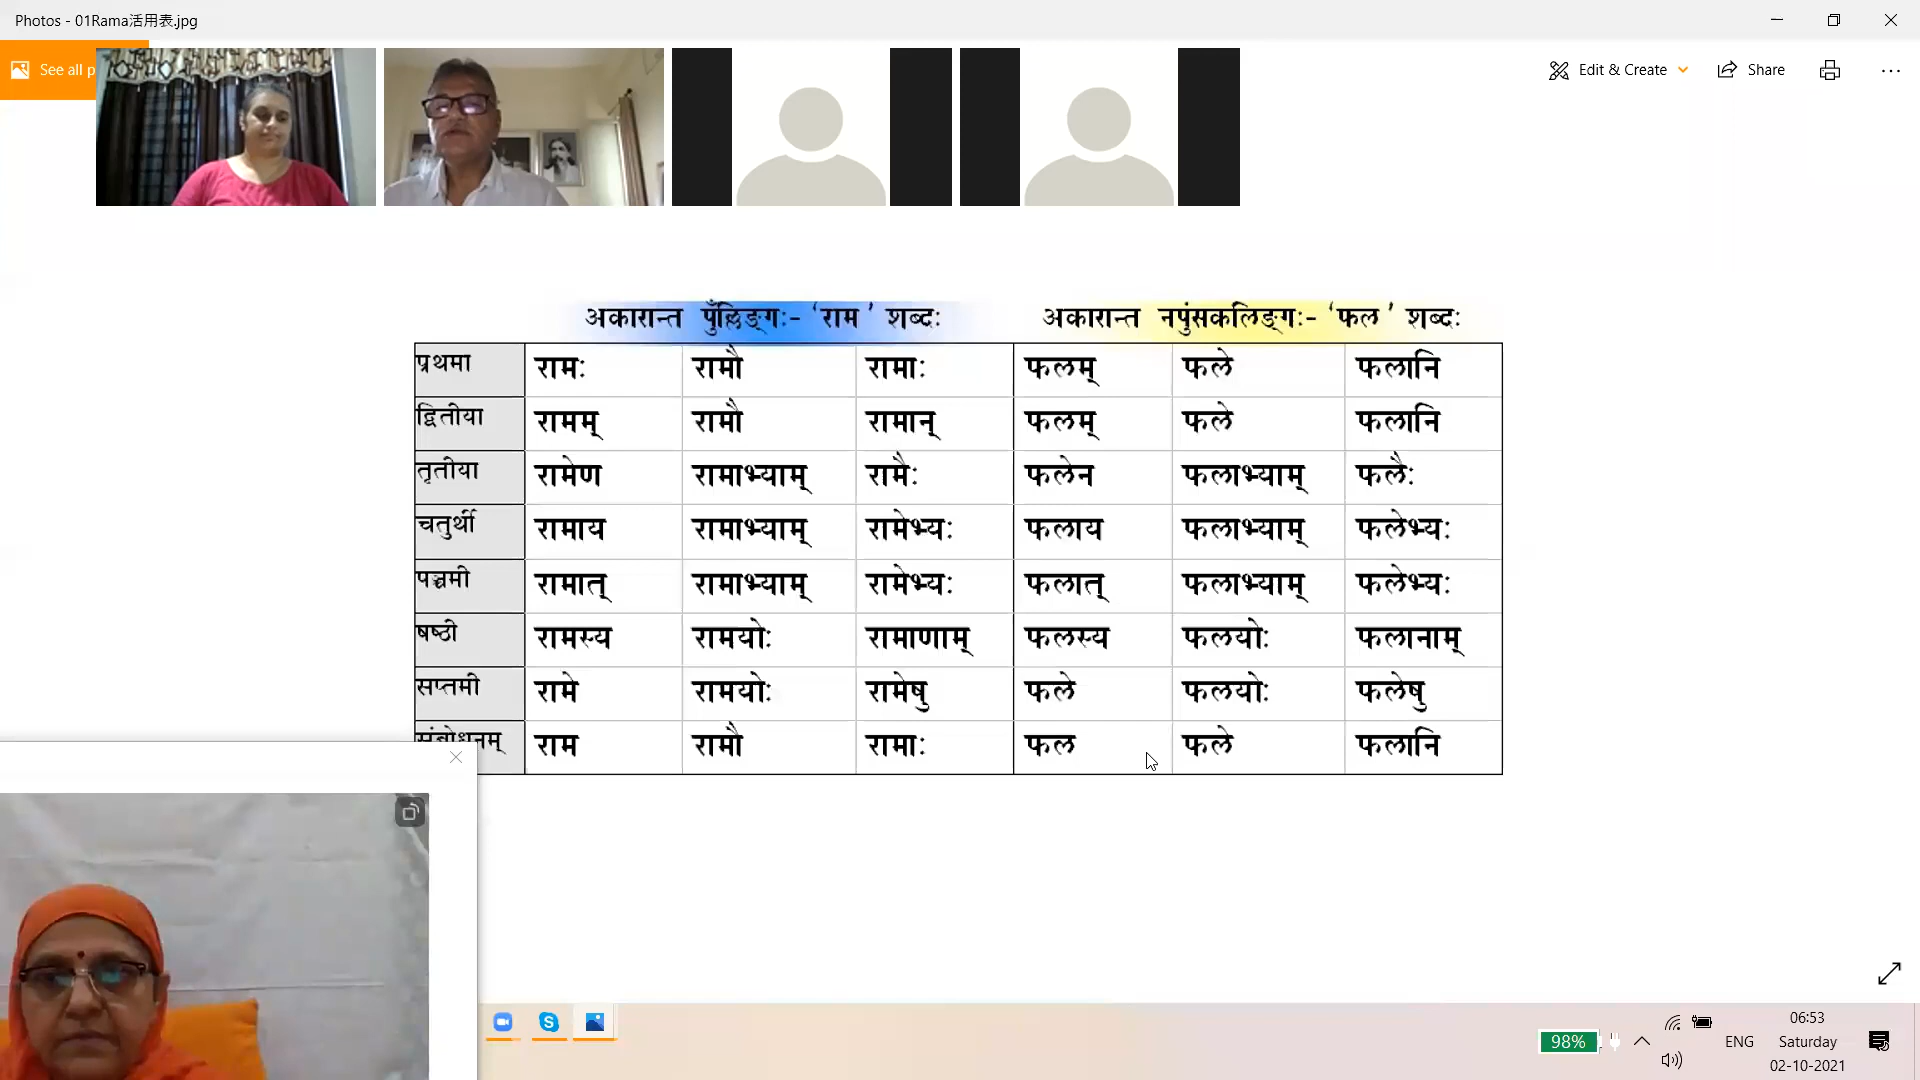 Photos - 01Rama活用表.jpg
See all p
Edit & Create
Share
अकारान्त पुँल्लिङ्गः- 'राम' शब्दः
अकारान्त नपुंसकलिङ्गः- 'फल' शब्दः
प्रथमा रामः रामौ रामाः फलम् फले फलानि
द्वितीया रामम् रामौ रामान् फलम् फले फलानि
तृतीया रामेण रामाभ्याम् रामैः फलेन फलाभ्याम् फलैः
चतुर्थी रामाय रामाभ्याम् रामेभ्यः फलाय फलाभ्याम् फलेभ्यः
पञ्चमी रामात् रामाभ्याम् रामेभ्यः फलात् फलाभ्याम् फलेभ्यः
षष्ठी रामस्य रामयोः रामाणाम् फलस्य फलयोः फलानाम्
सप्तमी रामे रामयोः रामेषु फले फलयोः फलेषु
संबोधनम् राम रामौ रामाः फल फले फलानि
98%
ENG
06:53
Saturday
02-10-2021